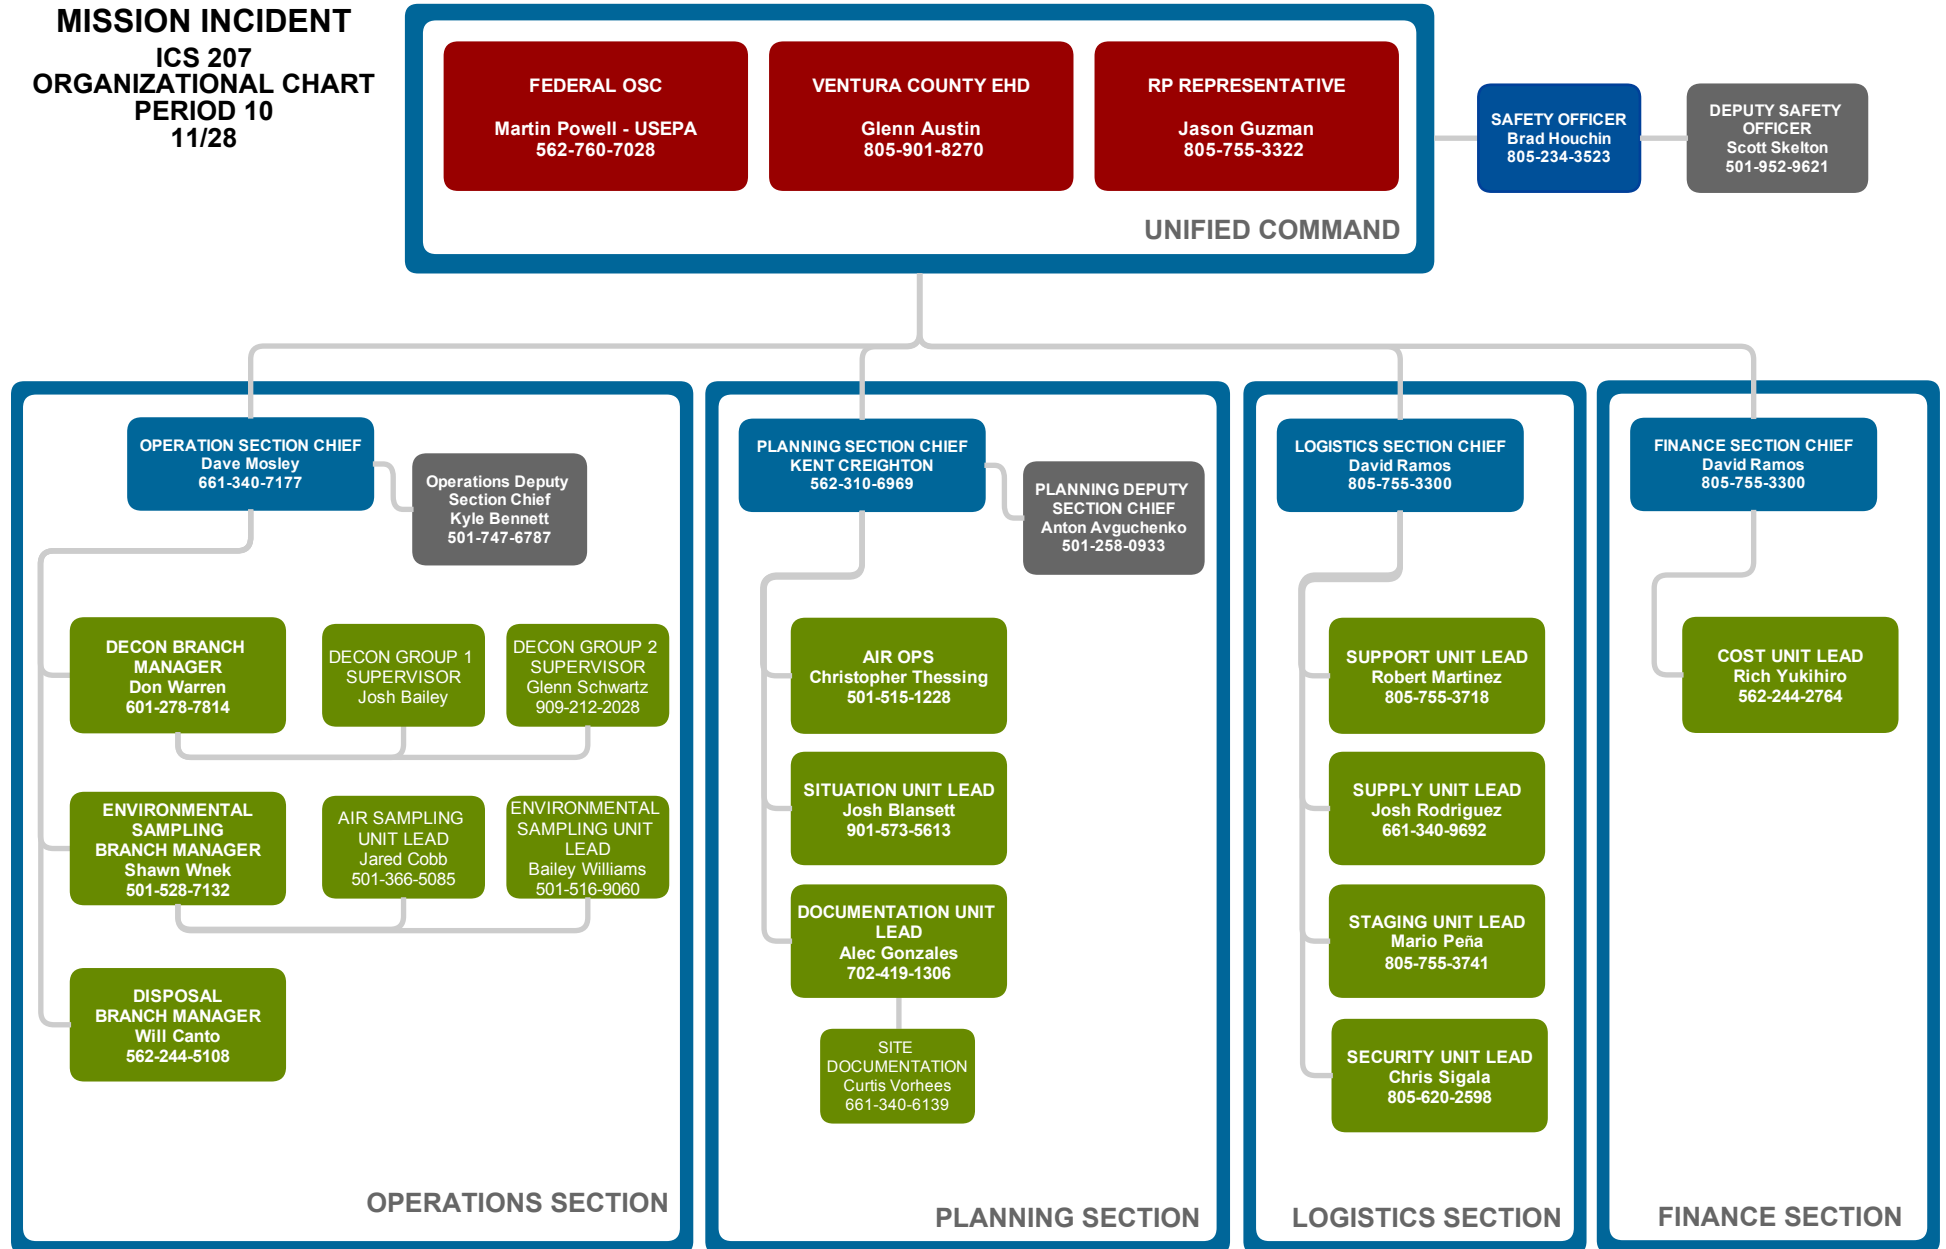 MISSION INCIDENT
ICS 207
ORGANIZATIONAL CHART
PERIOD 10
11/28
FEDERAL OSC
Martin Powell - USEPA
562-760-7028
VENTURA COUNTY EHD
Glenn Austin
805-901-8270
RP REPRESENTATIVE
Jason Guzman
805-755-3322
UNIFIED COMMAND
SAFETY OFFICER
Brad Houchin
805-234-3523
DEPUTY SAFETY
OFFICER
Scott Skelton
501-952-9621
OPERATION SECTION CHIEF
Dave Mosley
661-340-7177
Operations Deputy
Section Chief
Kyle Bennett
501-747-6787
DECON BRANCH
MANAGER
Don Warren
601-278-7814
DECON GROUP 1
SUPERVISOR
Josh Bailey
DECON GROUP 2
SUPERVISOR
Glenn Schwartz
909-212-2028
ENVIRONMENTAL
SAMPLING
BRANCH MANAGER
Shawn Wnek
501-528-7132
AIR SAMPLING
UNIT LEAD
Jared Cobb
501-366-5085
ENVIRONMENTAL
SAMPLING UNIT
LEAD
Bailey Williams
501-516-9060
DISPOSAL
BRANCH MANAGER
Will Canto
562-244-5108
OPERATIONS SECTION
PLANNING SECTION CHIEF
KENT CREIGHTON
562-310-6969
PLANNING DEPUTY
SECTION CHIEF
Anton Avguchenko
501-258-0933
AIR OPS
Christopher Thessing
501-515-1228
SITUATION UNIT LEAD
Josh Blansett
901-573-5613
DOCUMENTATION UNIT
LEAD
Alec Gonzales
702-419-1306
SITE
DOCUMENTATION
Curtis Vorhees
661-340-6139
PLANNING SECTION
LOGISTICS SECTION CHIEF
David Ramos
805-755-3300
SUPPORT UNIT LEAD
Robert Martinez
805-755-3718
SUPPLY UNIT LEAD
Josh Rodriguez
661-340-9692
STAGING UNIT LEAD
Mario Peña
805-755-3741
SECURITY UNIT LEAD
Chris Sigala
805-620-2598
LOGISTICS SECTION
FINANCE SECTION CHIEF
David Ramos
805-755-3300
COST UNIT LEAD
Rich Yukihiro
562-244-2764
FINANCE SECTION